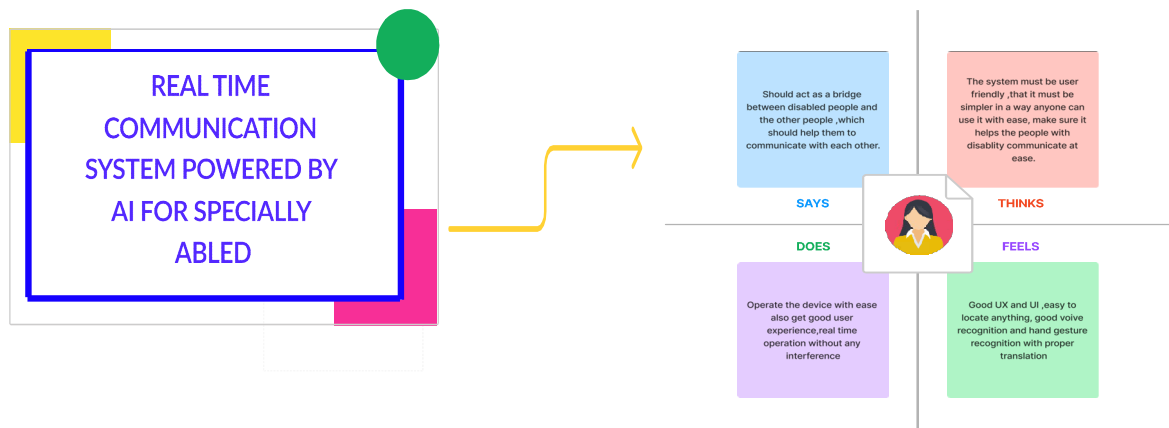 REAL TIME
COMMUNICATION
SYSTEM POWERED BY
AI FOR SPECIALLY
ABLED
Should act as a bridge
between disabled people and
the other people ,which
should help them to
communicate with each other.
SAYS
The system must be user
friendly ,that it must be
simpler in a way anyone can
use it with ease, make sure it
helps the people with
disablity communicate at
ease.
THINKS
DOES
Operate the device with ease
also get good user
experience,real time
operation without any
interference
FEELS
Good UX and UI ,easy to
locate anything, good voive
recognition and hand gesture
recognition with proper
translation